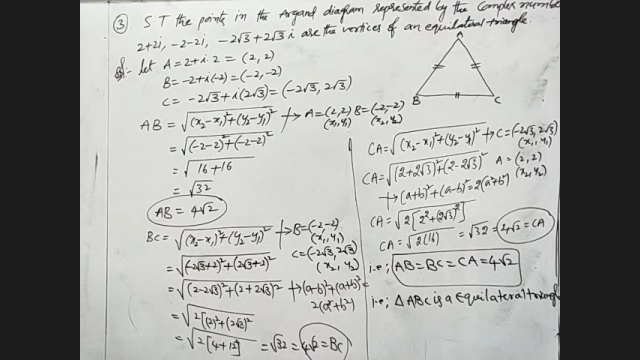 ③ S.T the points in the Argand diagram represented by the Complex number
2+2i, -2-2i, -2√3+2√3 i are the vertices of an equilateral triangle.
Sol:- let A = 2+i 2 = (2, 2)
B = -2+i(-2) = (-2, -2)
C = -2√3+i(2√3) = (-2√3, 2√3)
AB = √(x₂-x₁)²+(y₂-y₁)² → A=(2,2) B=(-2,-2)
(x₁,y₁) (x₂,y₂)
= √(-2-2)²+(-2-2)²
= √16+16
= √32
AB = 4√2
BC = √(x₂-x₁)²+(y₂-y₁)² → B=(-2,-2)
(x₁,y₁)
C=(-2√3, 2√3)
(x₂, y₂)
= √(-2√3+2)²+(2√3+2)²
= √(2-2√3)²+(2+2√3)² → (a-b)²+(a+b)²=
2(a²+b²)
= √2[(2)²+(2√3)²]
= √2[4+12] = √32 = 4√2 = BC
A
B
C
CA = √(x₂-x₁)²+(y₂-y₁)² → C=(-2√3, 2√3)
(x₁, y₁)
A = (2, 2)
(x₂, y₂)
CA = √(2+2√3)²+(2-2√3)²
→ (a+b)²+(a-b)²=2(a²+b²)
CA = √2[2²+(2√3)²]
CA = √2(16) = √32 = 4√2 = CA
i.e; AB=BC=CA=4√2
i.e; △ABC is a equilateral triangle